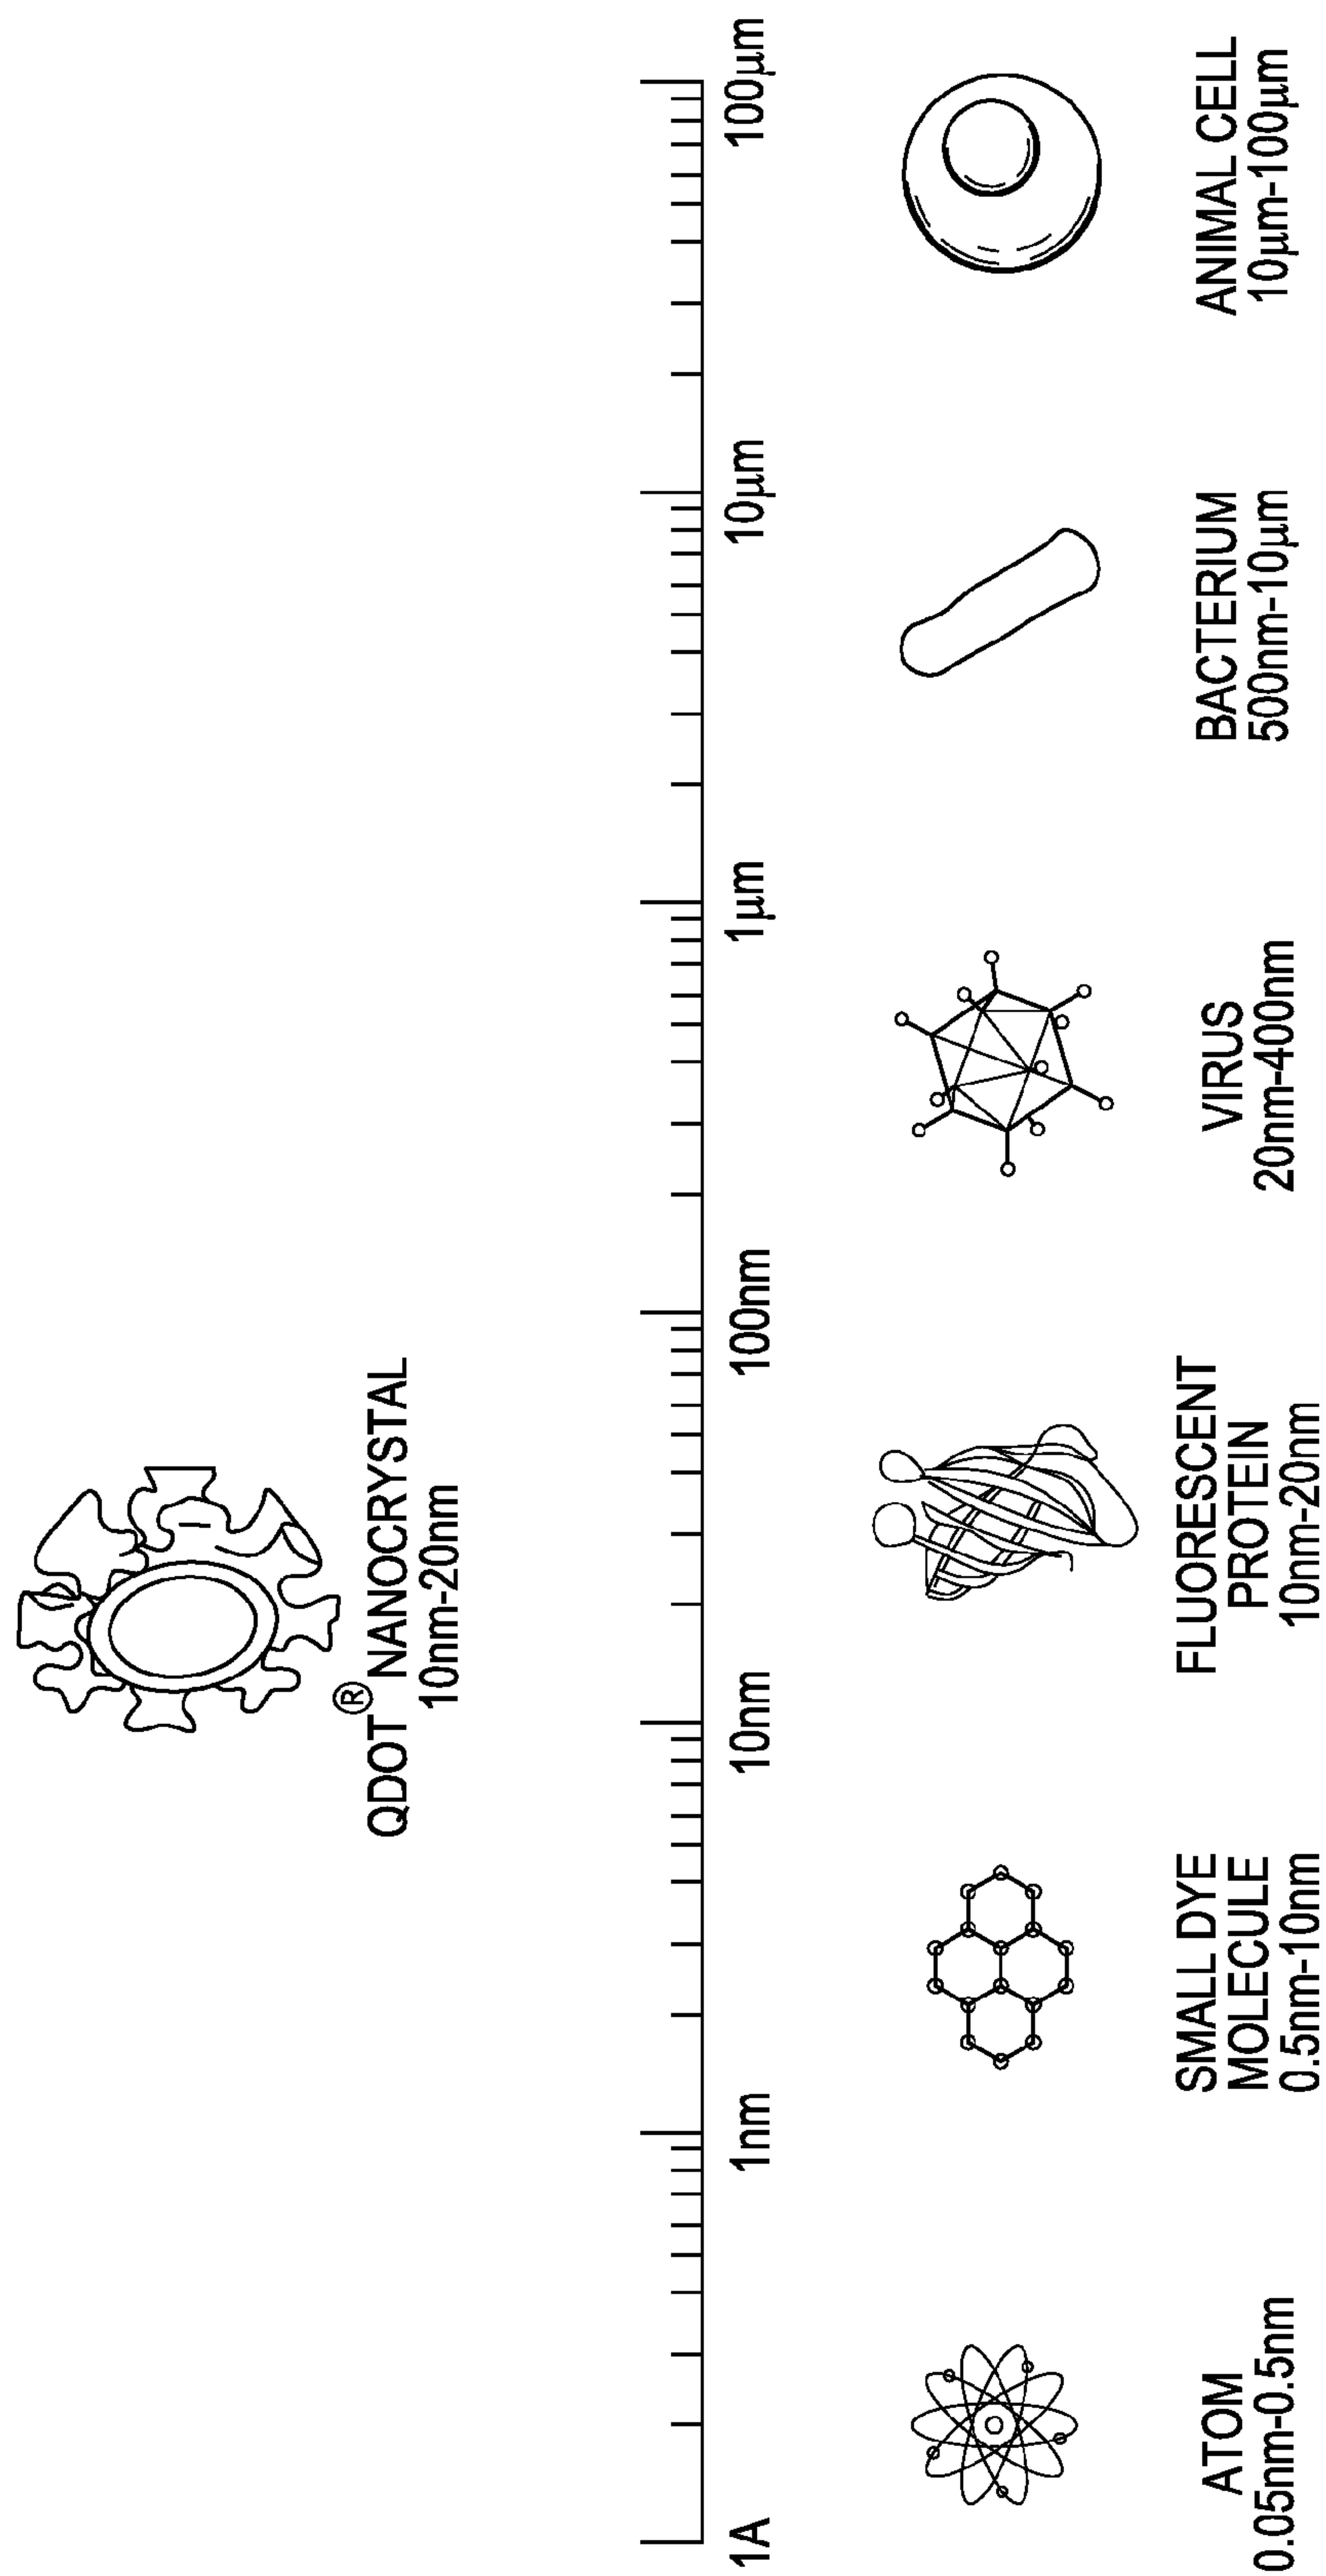 QDOT® NANOCRYSTAL
10nm-20nm
1A
1nm
10nm
100nm
1µm
10µm
100µm
ATOM
0.05nm-0.5nm
SMALL DYE
MOLECULE
0.5nm-10nm
FLUORESCENT
PROTEIN
10nm-20nm
VIRUS
20nm-400nm
BACTERIUM
500nm-10µm
ANIMAL CELL
10µm-100µm